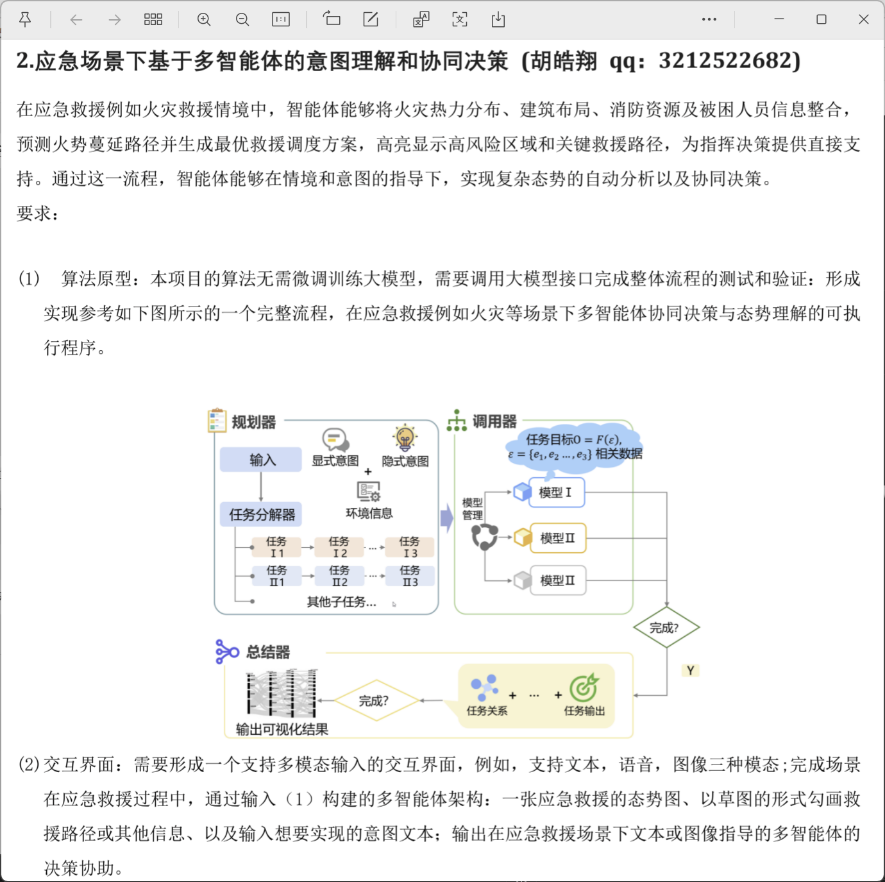 2.应急场景下基于多智能体的意图理解和协同决策（胡皓翔 qq：3212522682）
在应急救援例如火灾救援情境中，智能体能够将火灾热力分布、建筑布局、消防资源及被困人员信息整合，
预测火势蔓延路径并生成最优救援调度方案，高亮显示高风险区域和关键救援路径，为指挥决策提供直接支
持。通过这一流程，智能体能够在情境和意图的指导下，实现复杂态势的自动分析以及协同决策。
要求：
(1) 算法原型：本项目的算法无需微调训练大模型，需要调用大模型接口完成整体流程的测试和验证：形成
实现参考如下图所示的一个完整流程，在应急救援例如火灾等场景下多智能体协同决策与态势理解的可执
行程序。
规划器
输入
显式意图
+
隐式意图
环境信息
任务分解器
任务
I 1
任务
I 2
...
任务
I 3
任务
II1
任务
II2
...
任务
II3
其他子任务...
调用器
任务目标O = F(ε),
ε = {e₁, e₂ ..., e₃} 相关数据
模型
管理
模型 I
模型II
模型II
完成?
Y
总结器
输出可视化结果
完成?
任务关系
+ ... +
任务输出
(2)交互界面：需要形成一个支持多模态输入的交互界面，例如，支持文本，语音，图像三种模态;完成场景
在应急救援过程中，通过输入（1）构建的多智能体架构：一张应急救援的态势图、以草图的形式勾画救
援路径或其他信息、以及输入想要实现的意图文本；输出在应急救援场景下文本或图像指导的多智能体的
决策协助。